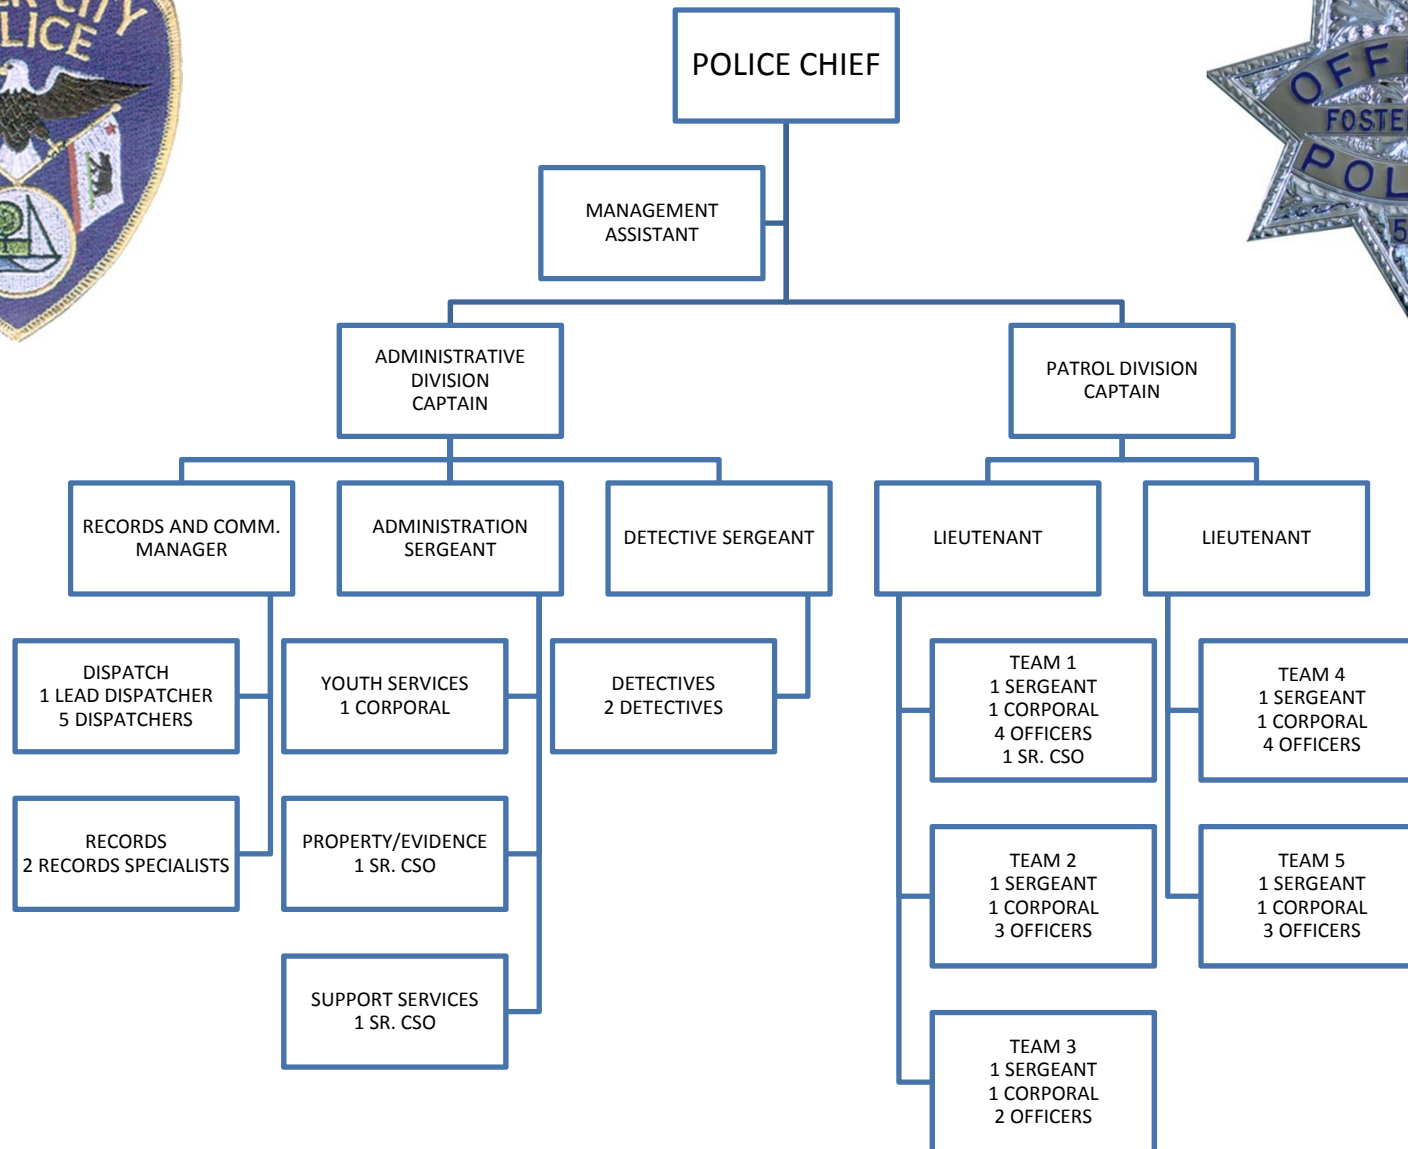 LICE
POLICE CHIEF
FOSTE
MANAGEMENT
ASSISTANT
ADMINISTRATIVE
DIVISION
CAPTAIN
PATROL DIVISION
CAPTAIN
RECORDS AND COMM.
MANAGER
ADMINISTRATION
SERGEANT
DETECTIVE SERGEANT
LIEUTENANT
LIEUTENANT
DISPATCH
1 LEAD DISPATCHER
5 DISPATCHERS
YOUTH SERVICES
1 CORPORAL
DETECTIVES
2 DETECTIVES
TEAM 1
1 SERGEANT
1 CORPORAL
4 OFFICERS
1 SR. CSO
TEAM 4
1 SERGEANT
1 CORPORAL
4 OFFICERS
RECORDS
2 RECORDS SPECIALISTS
PROPERTY/EVIDENCE
1 SR. CSO
TEAM 2
1 SERGEANT
1 CORPORAL
3 OFFICERS
TEAM 5
1 SERGEANT
1 CORPORAL
3 OFFICERS
SUPPORT SERVICES
1 SR. CSO
TEAM 3
1 SERGEANT
1 CORPORAL
2 OFFICERS